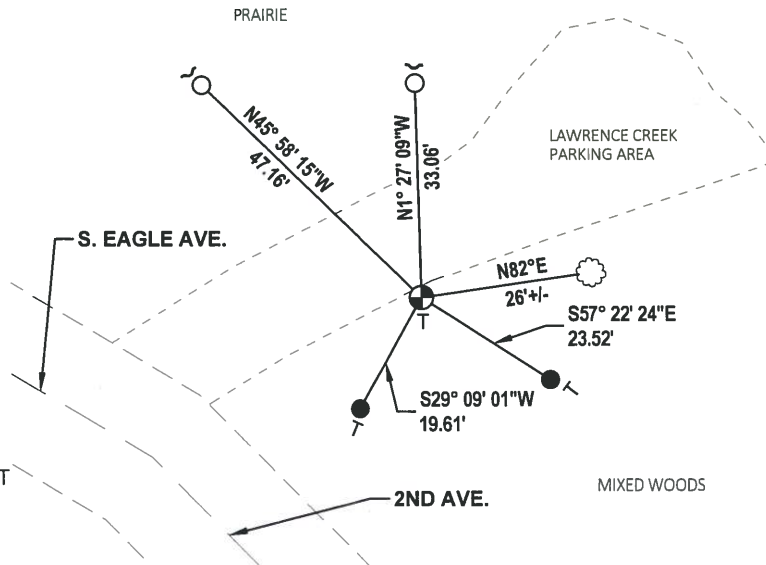 PRAIRIE
N45° 58' 15"W
47.16'
N1° 27' 09"W
33.06'
LAWRENCE CREEK
PARKING AREA
S. EAGLE AVE.
N82°E
26'+/-
T
S57° 22' 24"E
23.52'
T
S29° 09' 01"W
19.61'
T
T
2ND AVE.
MIXED WOODS